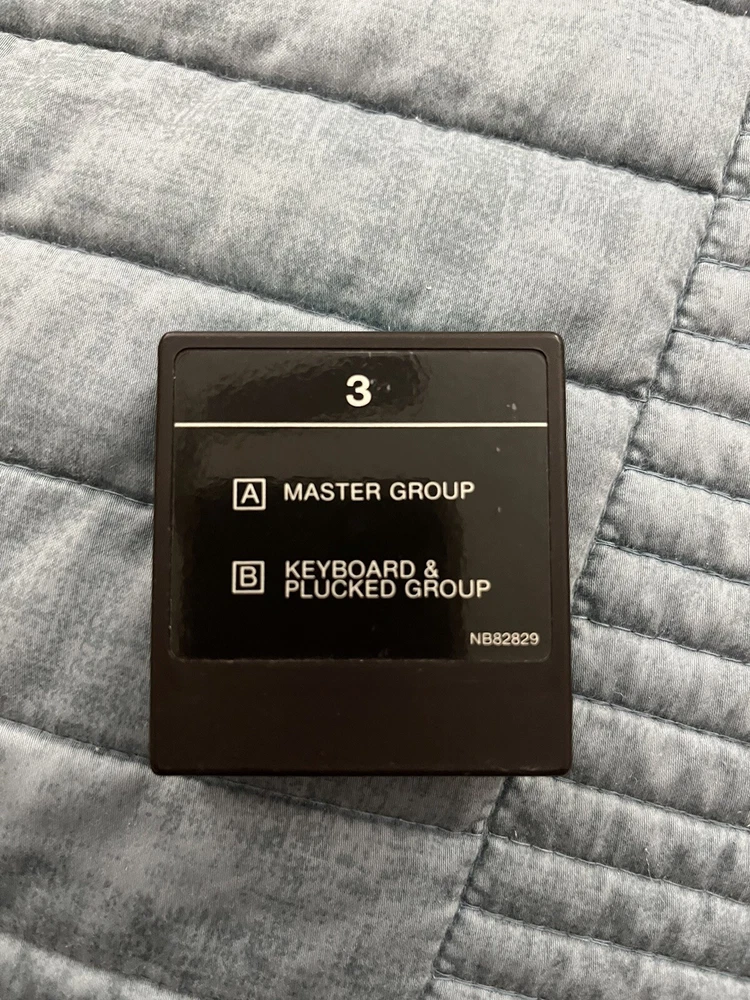 3
A MASTER GROUP
B KEYBOARD &
PLUCKED GROUP
NB82829